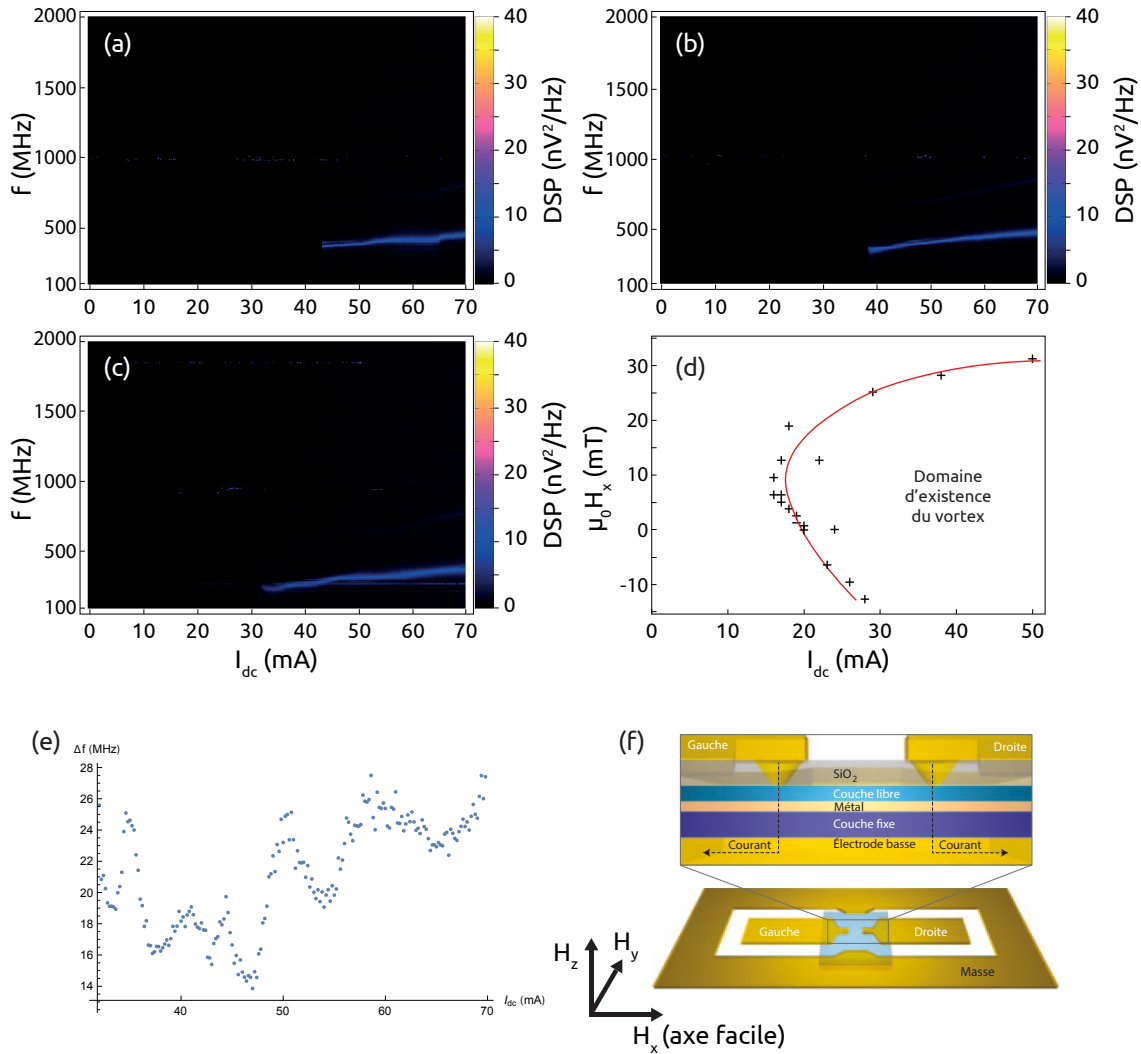 (a)
2000
1000
500
100
f (MHz)
0 10 20 30 40 50 60 70
40
30
20
10
0
DSP (nV²/Hz)
(b)
2000
1000
500
100
f (MHz)
0 10 20 30 40 50 60 70
40
30
20
10
0
DSP (nV²/Hz)
(c)
2000
1000
500
100
f (MHz)
0 10 20 30 40 50 60 70
I_dc (mA)
40
30
20
10
0
DSP (nV²/Hz)
(d)
30
20
10
0
-10
μ₀H_x (mT)
Domaine
d'existence
du vortex
0 10 20 30 40 50
I_dc (mA)
(e)
Δf (MHz)
28
26
24
22
20
18
16
14
40 50 60 70
I_dc (mA)
(f)
Gauche
Droite
SiO₂
Couche libre
Métal
Couche fixe
Courant
Électrode basse
Courant
Gauche
Droite
Masse
H_z
H_y
H_x (axe facile)